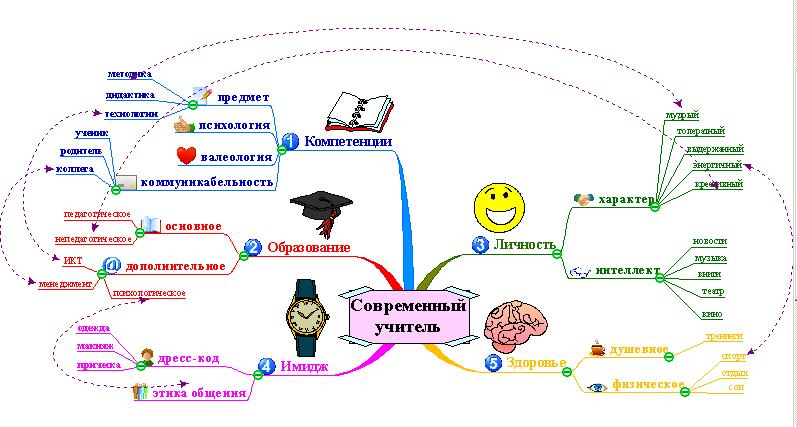 методика
дидактика
технологии
предмет
психология
валеология
ученик
родитель
коллега
коммуникабельность
1 Компетенции
педагогическое
непедагогическое
основное
ИКТ
менеджмент
психологическое
@ дополнительное
2 Образование
одежда
макияж
прическа
дресс-код
этика общения
4 Имидж
Современный
учитель
мудрый
толерантный
выдержанный
энергичный
креативный
характер
новости
музыка
книги
театр
кино
интеллект
3 Личность
тренинги
душевное
спорт
отдых
сон
физическое
5 Здоровье